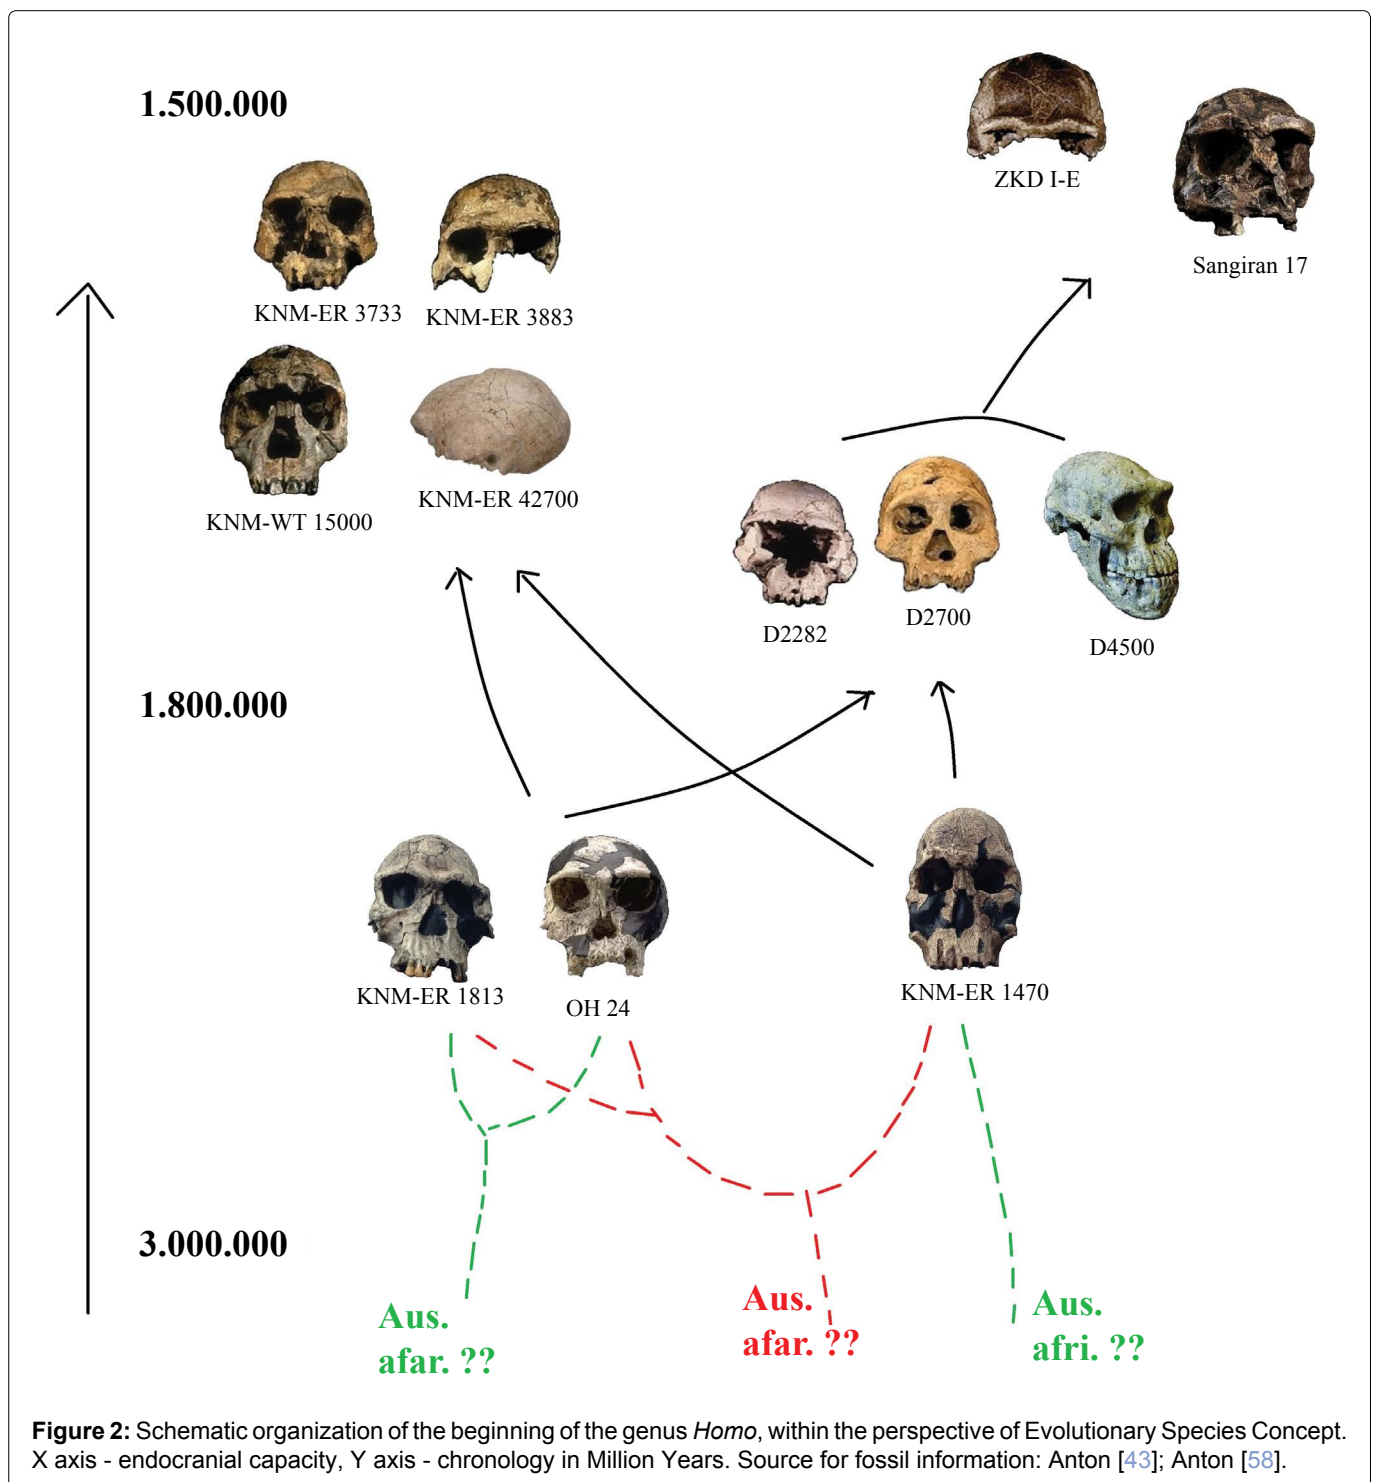 1.500.000
ZKD I-E
Sangiran 17
KNM-ER 3733
KNM-ER 3883
KNM-WT 15000
KNM-ER 42700
D2282
D2700
D4500
1.800.000
KNM-ER 1813
OH 24
KNM-ER 1470
3.000.000
Aus.
afar. ??
Aus.
afar. ??
Aus.
afri. ??
Figure 2: Schematic organization of the beginning of the genus Homo, within the perspective of Evolutionary Species Concept.
X axis - endocranial capacity, Y axis - chronology in Million Years. Source for fossil information: Anton [43]; Anton [58].